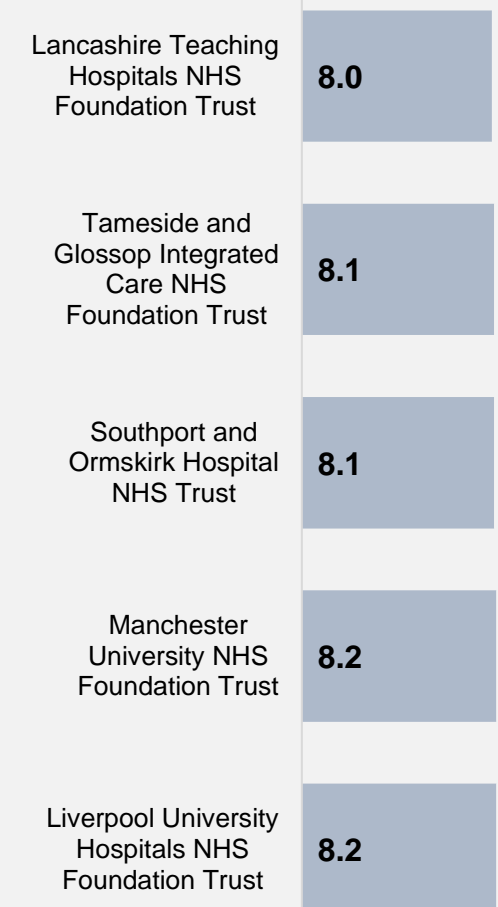 Lancashire Teaching
Hospitals NHS
Foundation Trust
8.0
Tameside and
Glossop Integrated
Care NHS
Foundation Trust
8.1
Southport and
Ormskirk Hospital
NHS Trust
8.1
Manchester
University NHS
Foundation Trust
8.2
Liverpool University
Hospitals NHS
Foundation Trust
8.2